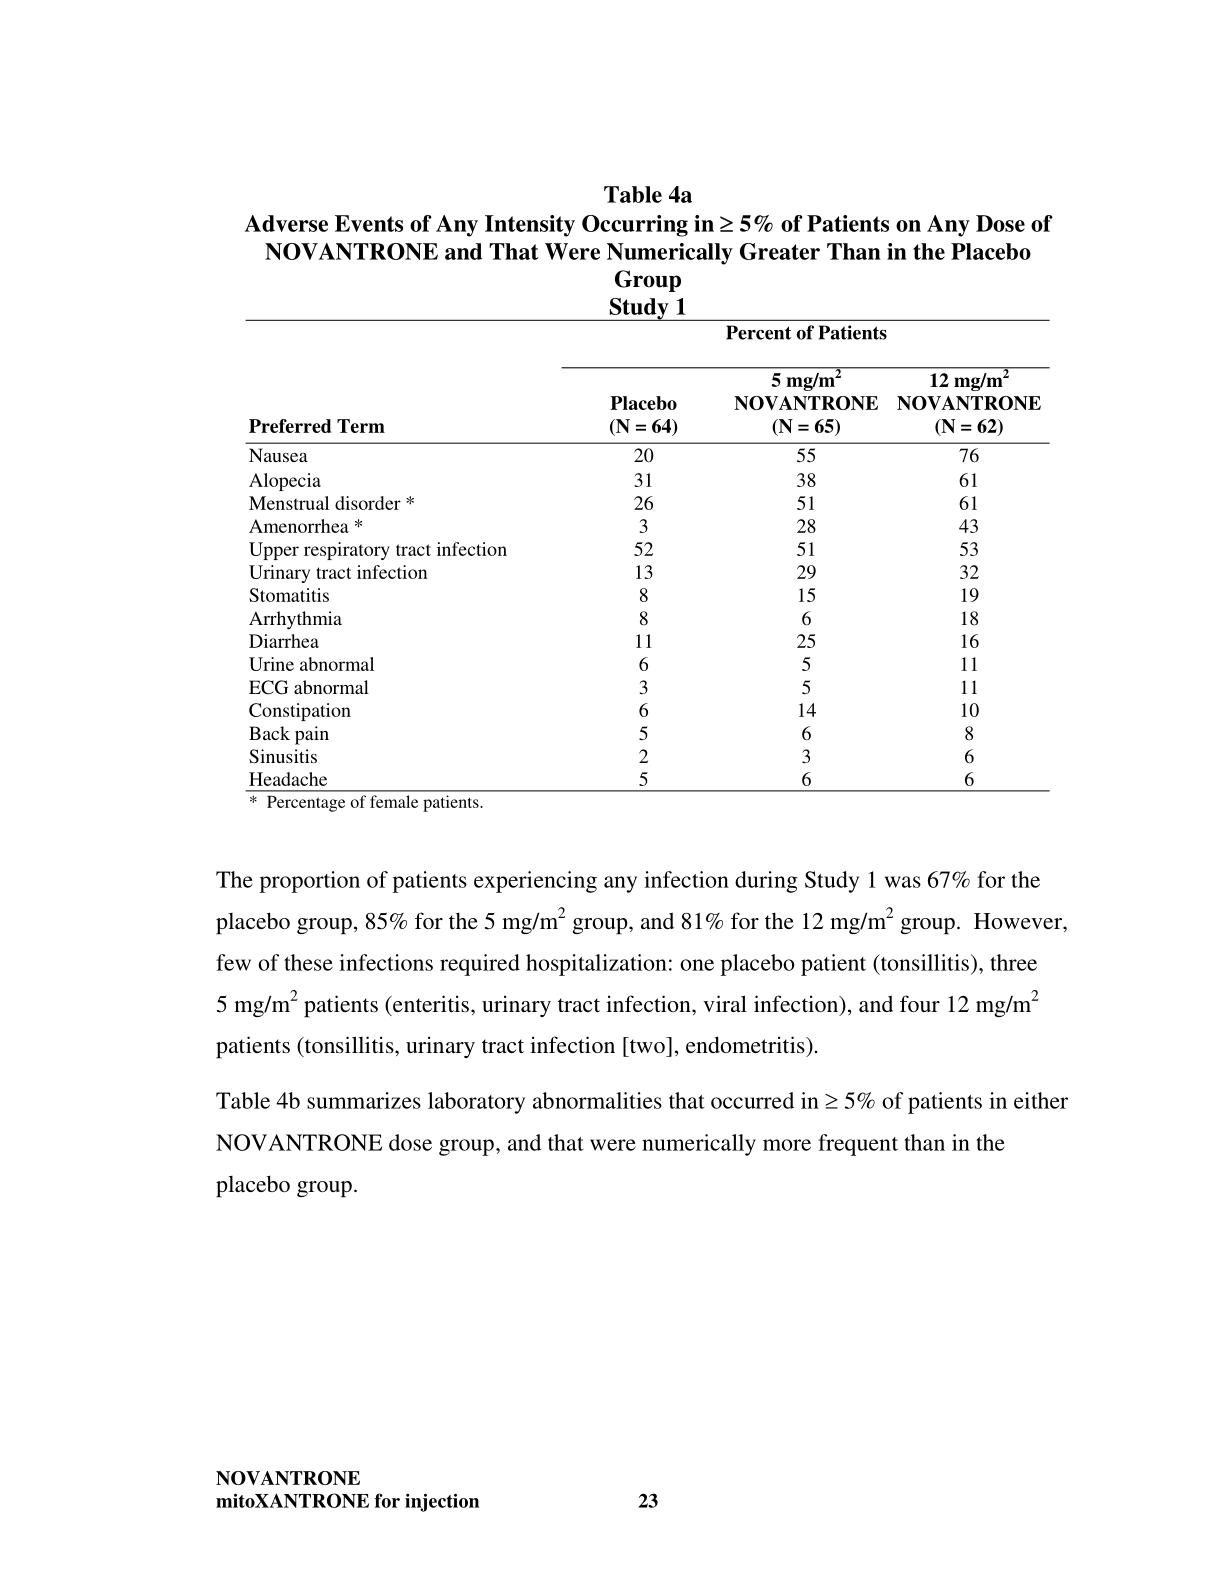 Table 4a
Adverse Events of Any Intensity Occurring in ≥ 5% of Patients on Any Dose of
NOVANTRONE and That Were Numerically Greater Than in the Placebo
Group
Study 1
Percent of Patients
Preferred Term Placebo (N = 64) 5 mg/m² NOVANTRONE (N = 65) 12 mg/m² NOVANTRONE (N = 62)
Nausea 20 55 76
Alopecia 31 38 61
Menstrual disorder * 26 51 61
Amenorrhea * 3 28 43
Upper respiratory tract infection 52 51 53
Urinary tract infection 13 29 32
Stomatitis 8 15 19
Arrhythmia 8 6 18
Diarrhea 11 25 16
Urine abnormal 6 5 11
ECG abnormal 3 5 11
Constipation 6 14 10
Back pain 5 6 8
Sinusitis 2 3 6
Headache 5 6 6
* Percentage of female patients.
The proportion of patients experiencing any infection during Study 1 was 67% for the
placebo group, 85% for the 5 mg/m² group, and 81% for the 12 mg/m² group. However,
few of these infections required hospitalization: one placebo patient (tonsillitis), three
5 mg/m² patients (enteritis, urinary tract infection, viral infection), and four 12 mg/m²
patients (tonsillitis, urinary tract infection [two], endometritis).
Table 4b summarizes laboratory abnormalities that occurred in ≥ 5% of patients in either
NOVANTRONE dose group, and that were numerically more frequent than in the
placebo group.
NOVANTRONE
mitoXANTRONE for injection 23